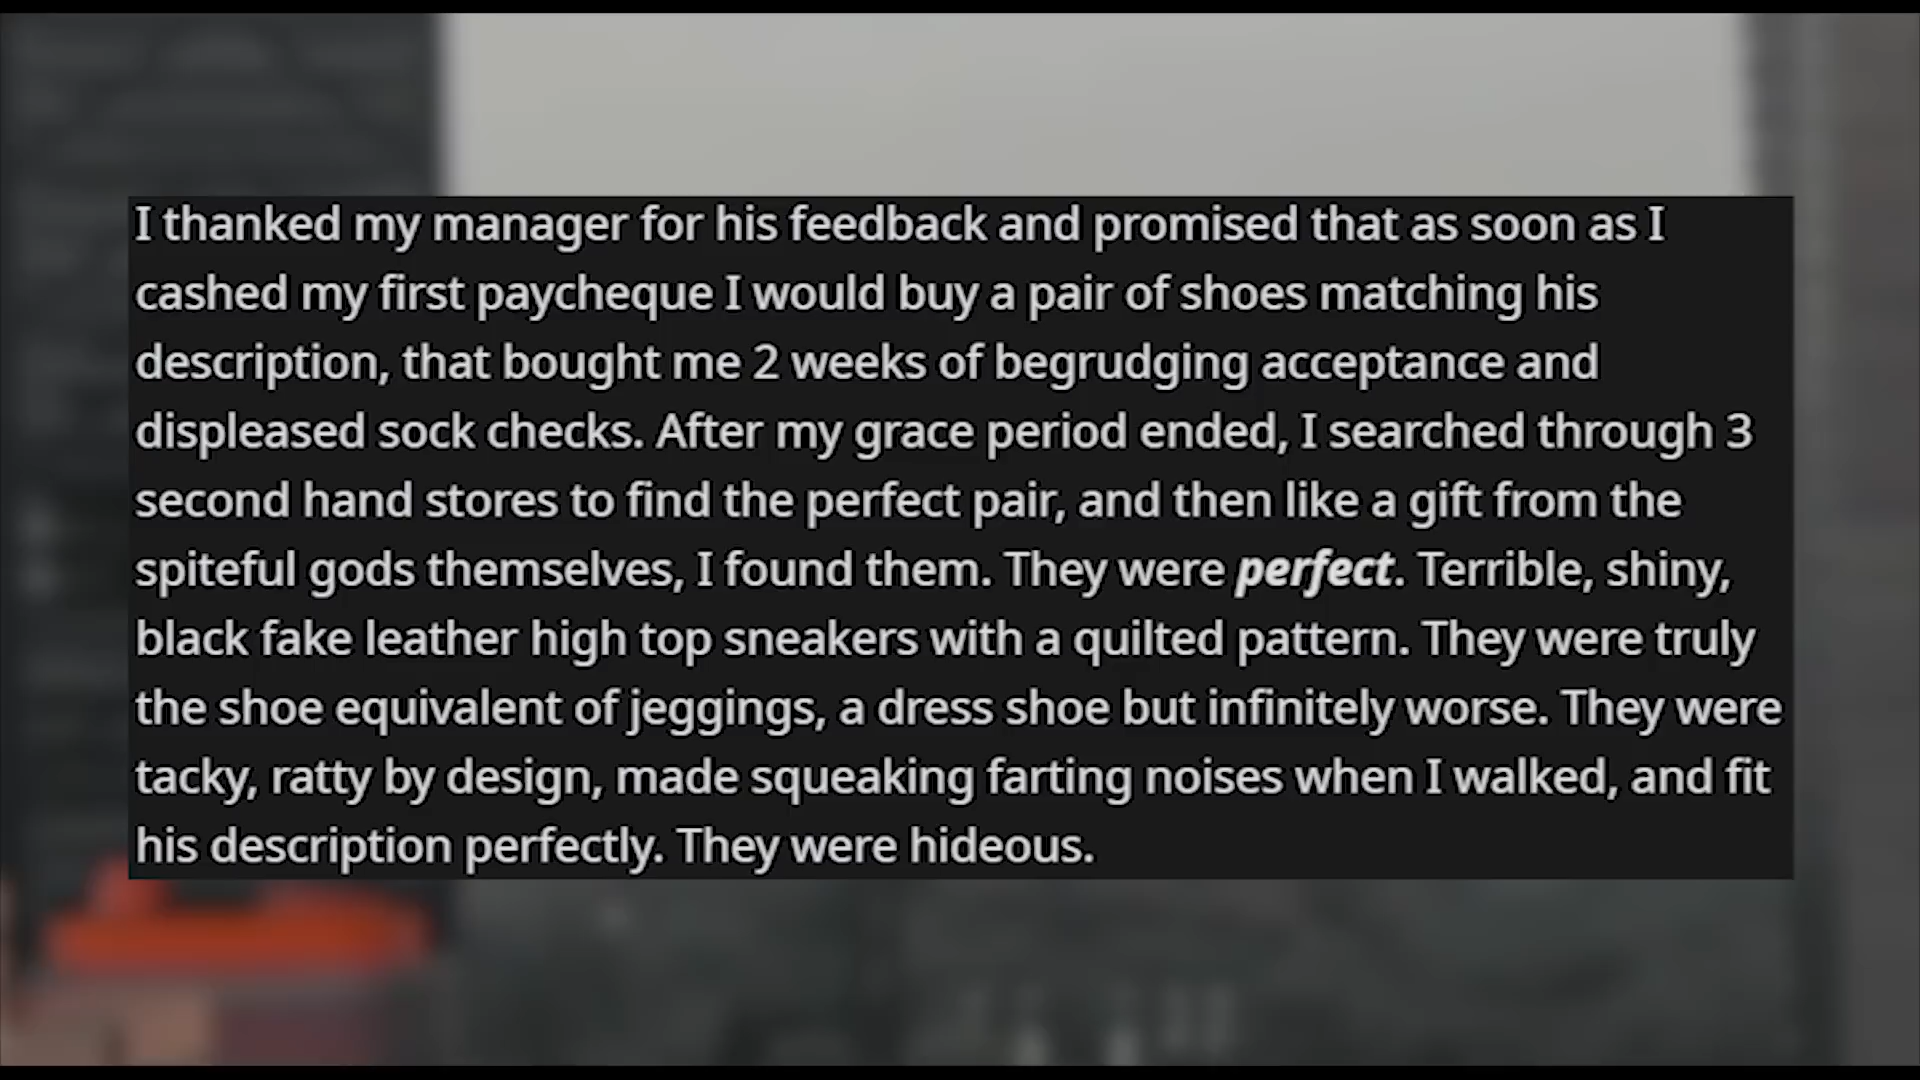 I thanked my manager for his feedback and promised that as soon as I
cashed my first paycheque I would buy a pair of shoes matching his
description, that bought me 2 weeks of begrudging acceptance and
displeased sock checks. After my grace period ended, I searched through 3
second hand stores to find the perfect pair, and then like a gift from the
spiteful gods themselves, I found them. They were perfect. Terrible, shiny,
black fake leather high top sneakers with a quilted pattern. They were truly
the shoe equivalent of jeggings, a dress shoe but infinitely worse. They were
tacky, ratty by design, made squeaking farting noises when I walked, and fit
his description perfectly. They were hideous.